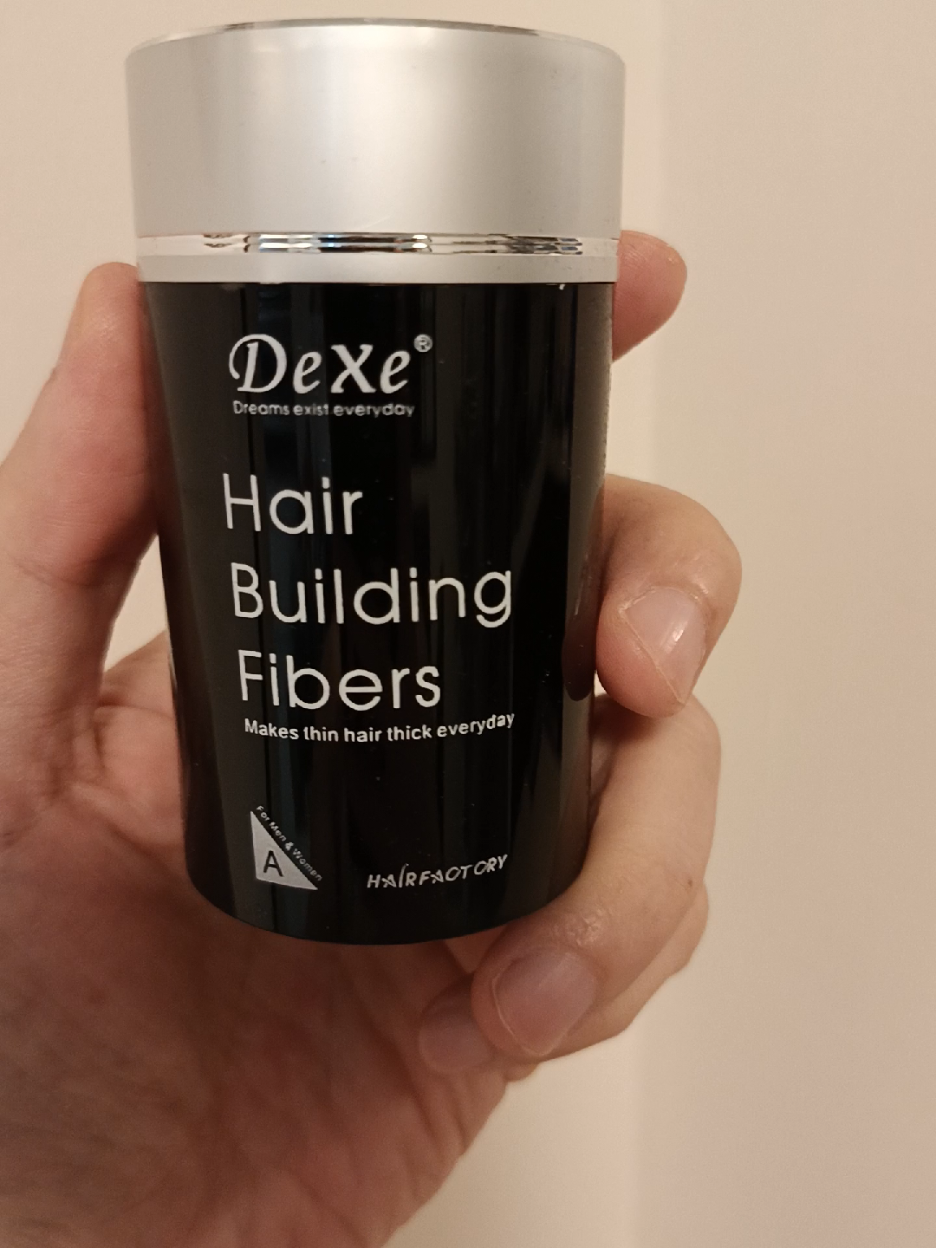 DeXe®
Dreams exist everyday
Hair
Building
Fibers
Makes thin hair thick everyday
For Men & Women
A
HAIRFACTORY